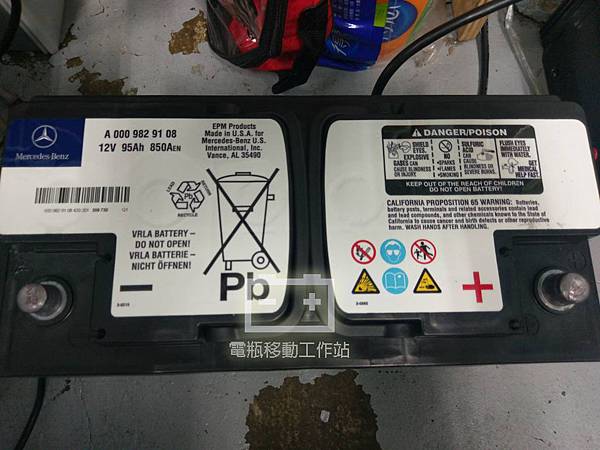 Mercedes-Benz
A 000 982 91 08
12V 95Ah 850AEN
EPM Products
Made in U.S.A. for
Mercedes-Benz U.S.
International, Inc.
Vance, AL 35490
LEAD
RECYCLE
Pb
VRLA BATTERY –
DO NOT OPEN!
VRLA BATTERIE –
NICHT ÖFFNEN!
Pb
DANGER/POISON
SHIELD
EYES.
EXPLOSIVE
GASES CAN
CAUSE BLINDNESS
OR INJURY
NO
•SPARKS
•FLAMES
•SMOKING
SULFURIC
ACID
CAN CAUSE
BLINDNESS OR
SEVERE BURNS.
FLUSH EYES
IMMEDIATELY
WITH WATER.
GET
MEDICAL
HELP FAST.
KEEP OUT OF THE REACH OF CHILDREN
DO NOT OPEN BATTERY!
CALIFORNIA PROPOSITION 65 WARNING: Batteries,
battery posts, terminals and related accessories contain lead
and lead compounds, and other chemicals known to the State of
California to cause cancer and birth defects or other reproductive
harm. WASH HANDS AFTER HANDLING.
電瓶移動工作站